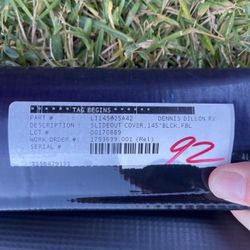 ****** TAG BEGINS ******
PART # : LI145025A42 DENNIS DILLON RV
DESCRIPTION : SLIDEOUT COVER,145"BLCK,FBL
LOT # : 00170889
WORK ORDER # : 1793699.001 (Rel)
SERIAL # :
92